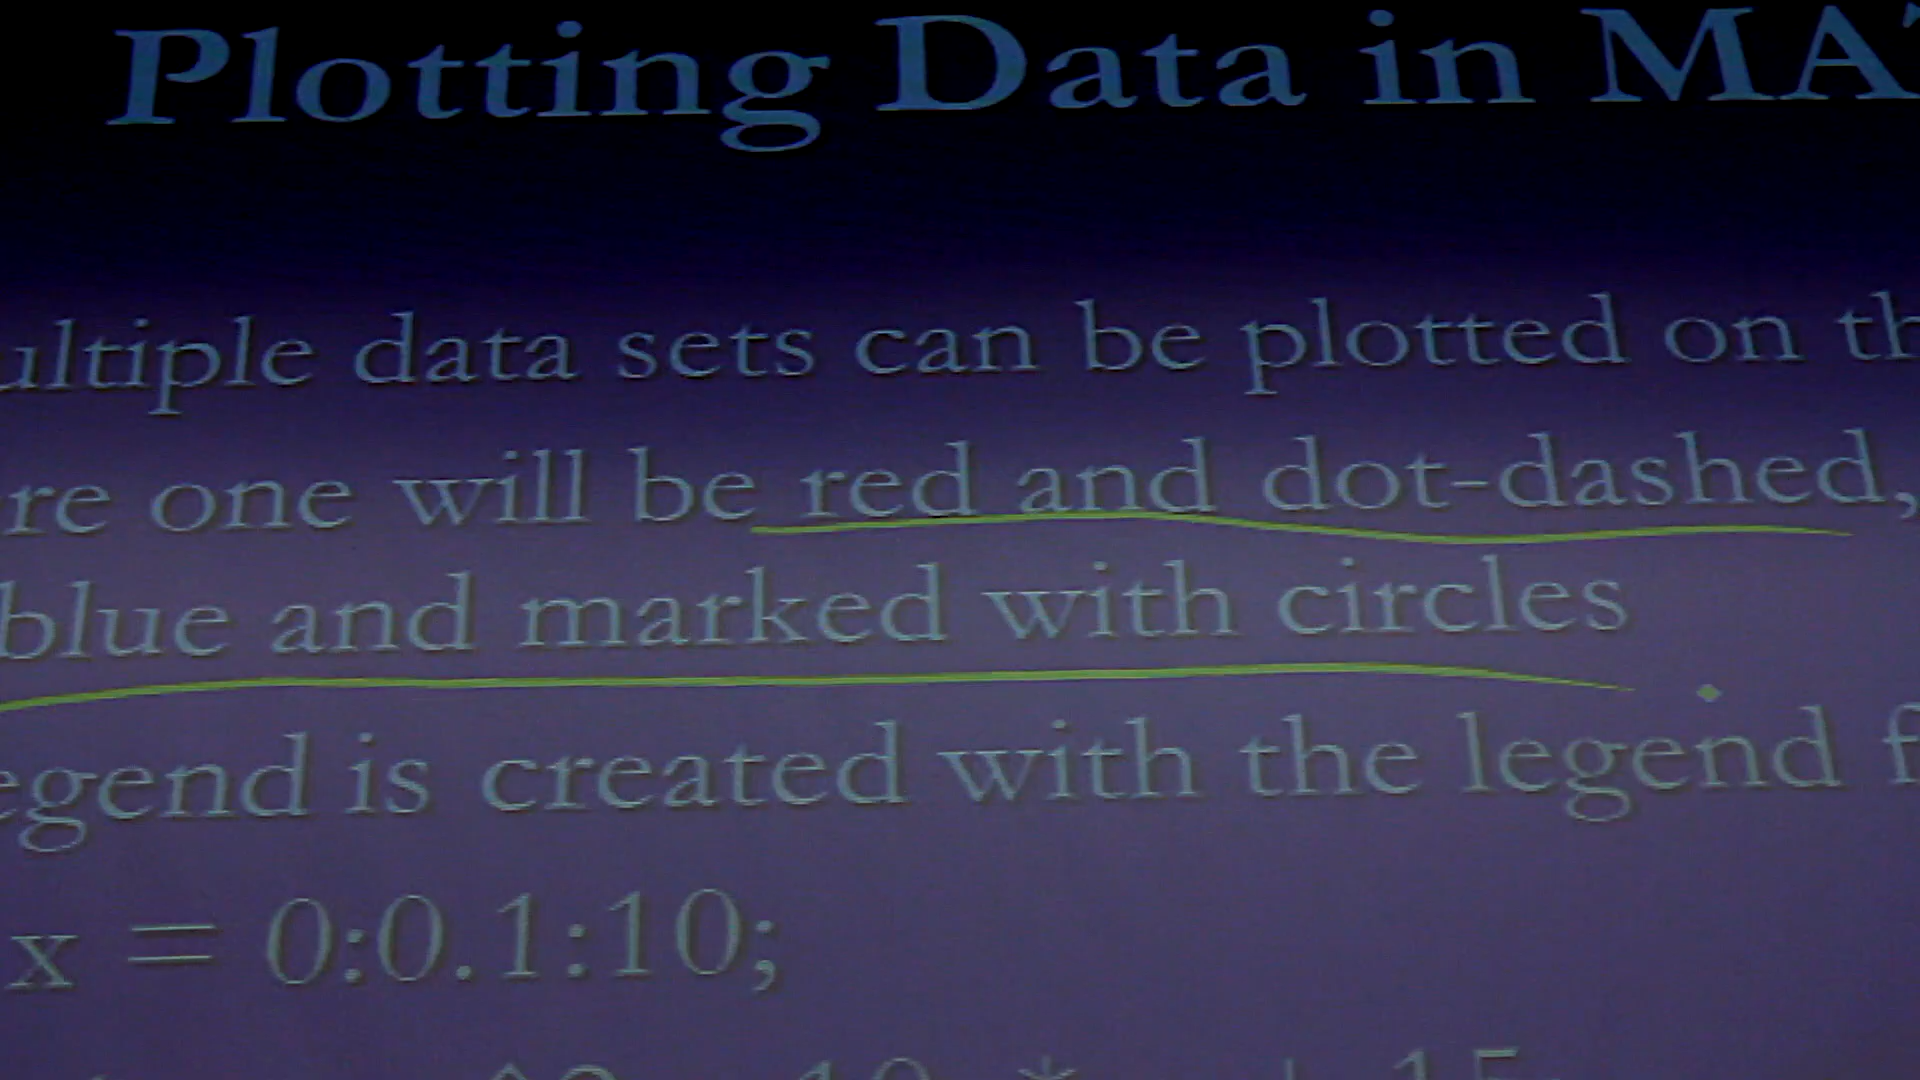 Plotting Data in MA
ultiple data sets can be plotted on th
re one will be red and dot-dashed,
blue and marked with circles
egend is created with the legend f
x = 0:0.1:10;